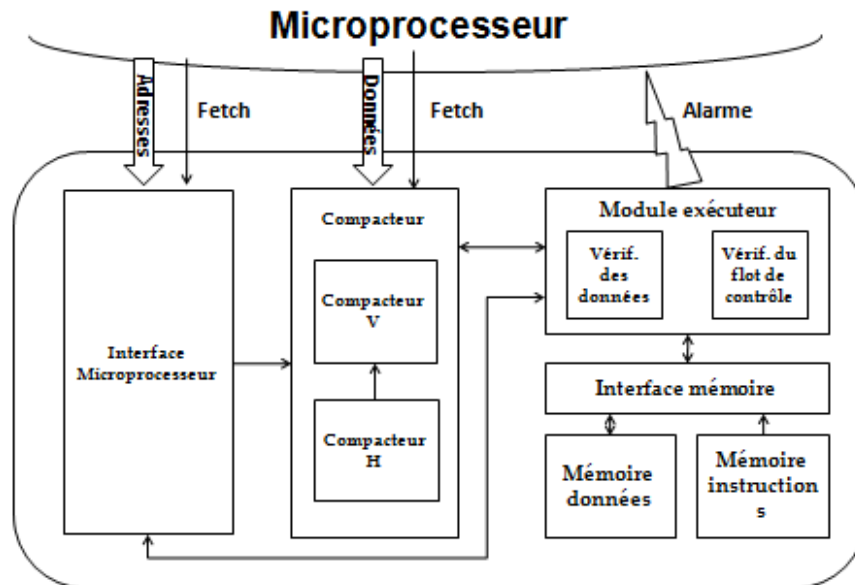 Microprocesseur
Adresses
Fetch
Données
Fetch
Alarme
Interface
Microprocesseur
Compacteur
Compacteur
V
Compacteur
H
Module exécuteur
Vérif.
des
données
Vérif. du
flot de
contrôle
Interface mémoire
Mémoire
données
Mémoire
instruction
s